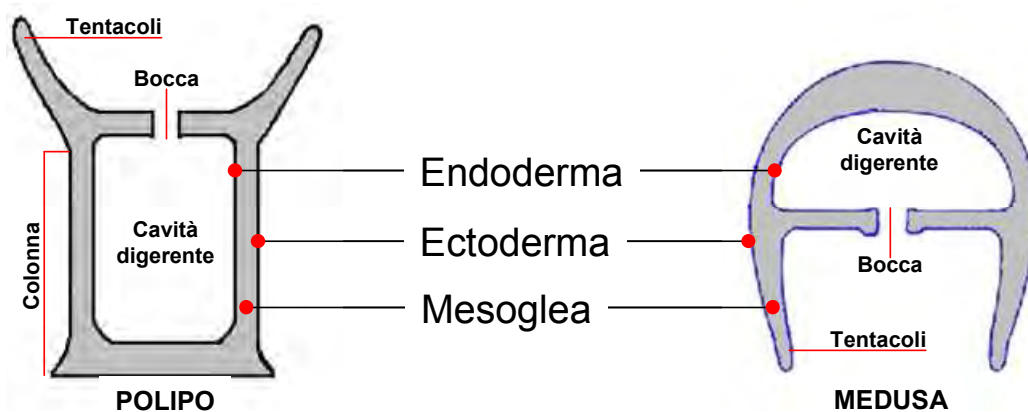 Tentacoli
Bocca
Colonna
Cavità
digerente
POLIPO
Endoderma
Ectoderma
Mesoglea
Cavità
digerente
Bocca
Tentacoli
MEDUSA